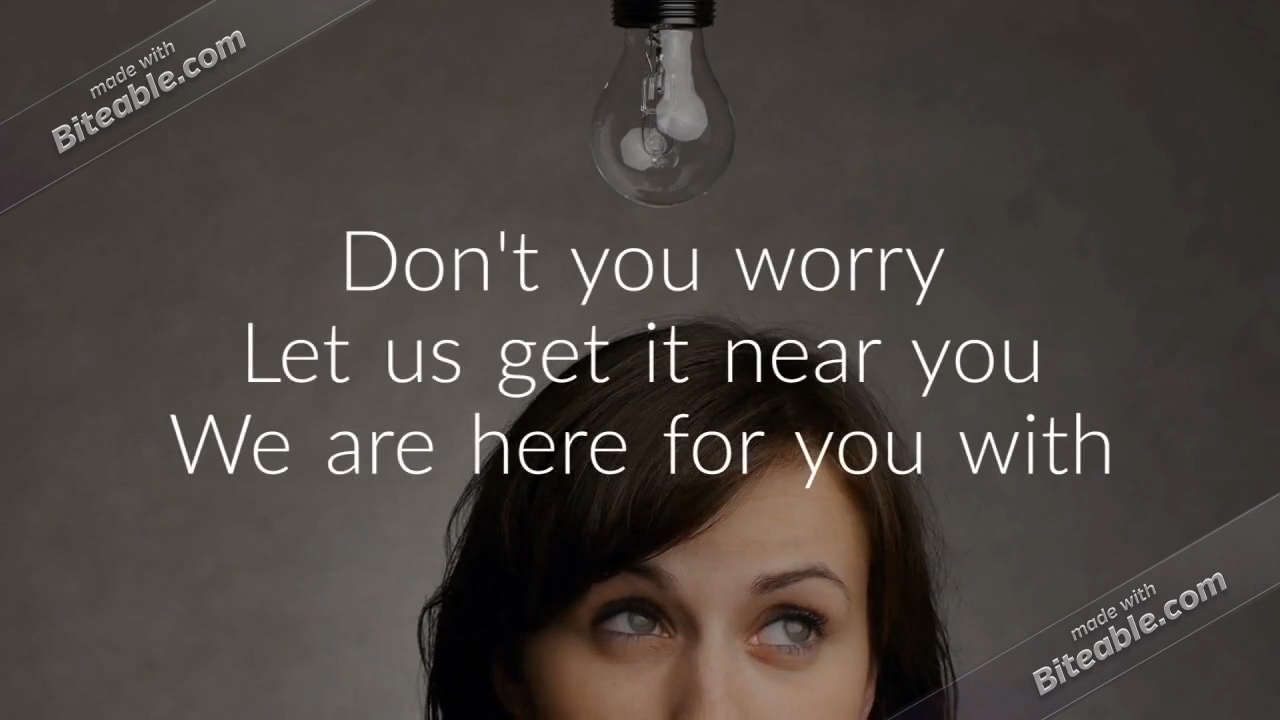 made with
Biteable.com
Don't you worry
Let us get it near you
We are here for you with
made with
Biteable.com